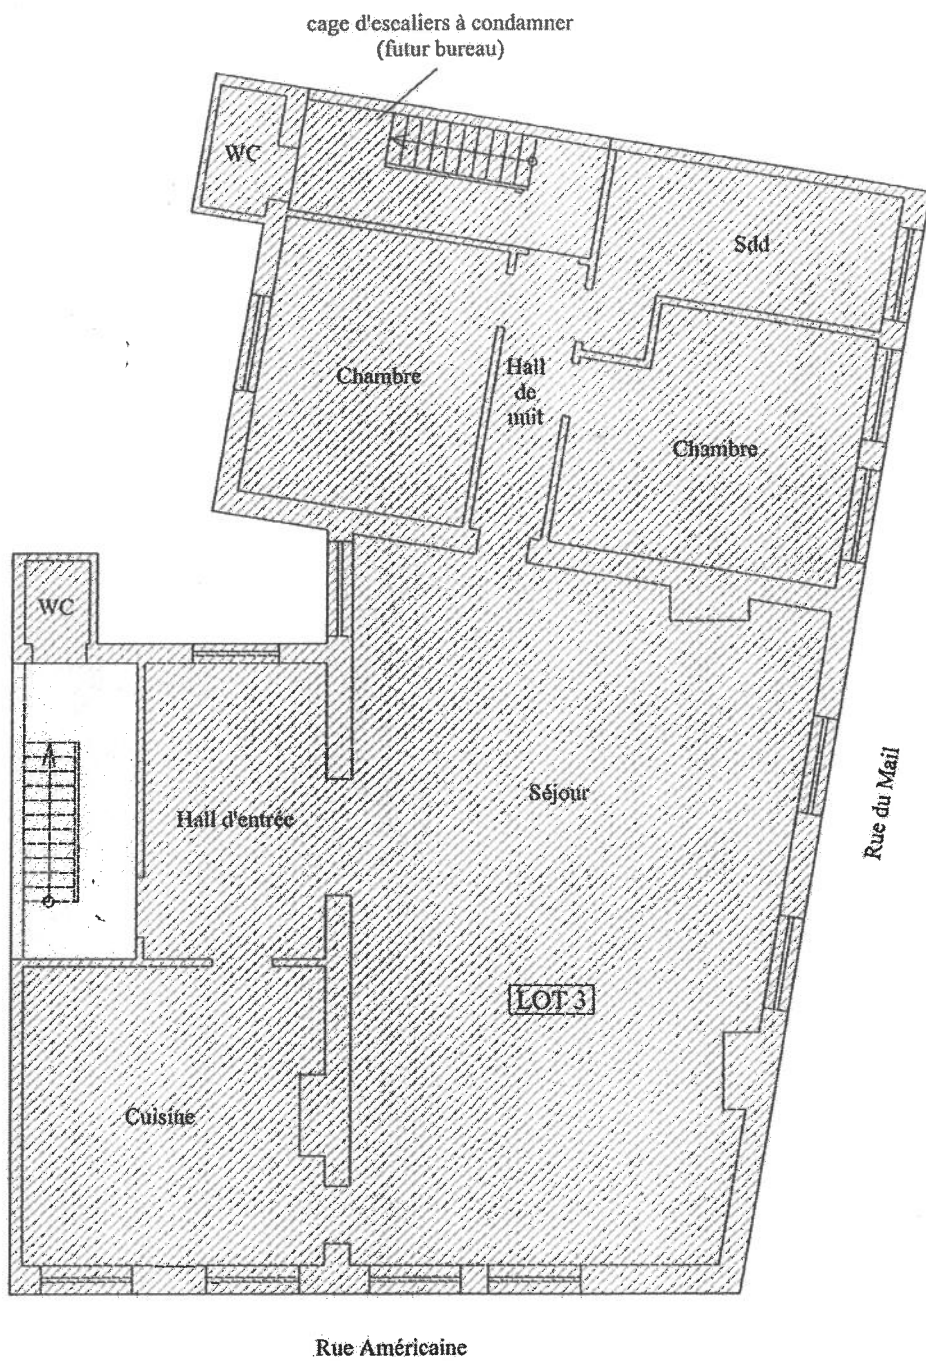 cage d'escaliers à condamner
(futur bureau)
WC
Sdd
Chambre
Hall
de
nuit
Chambre
WC
Séjour
Hall d'entrée
Rue du Mail
LOT 3
Cuisine
Rue Américaine